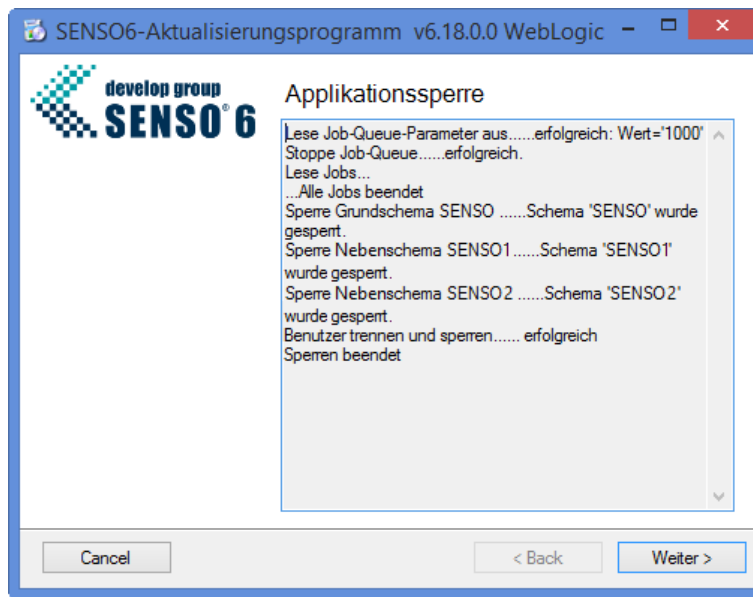 SENSO6-Aktualisierungsprogramm v6.18.0.0 WebLogic
develop group
SENSO® 6
Applikationssperre
Lese Job-Queue-Parameter aus......erfolgreich: Wert='1000'
Stoppe Job-Queue......erfolgreich.
Lese Jobs...
...Alle Jobs beendet
Sperre Grundschema SENSO ......Schema 'SENSO' wurde
gesperrt.
Sperre Nebenschema SENSO1......Schema 'SENSO1'
wurde gesperrt.
Sperre Nebenschema SENSO2 ......Schema 'SENSO2'
wurde gesperrt.
Benutzer trennen und sperren...... erfolgreich
Sperren beendet
Cancel
< Back
Weiter >